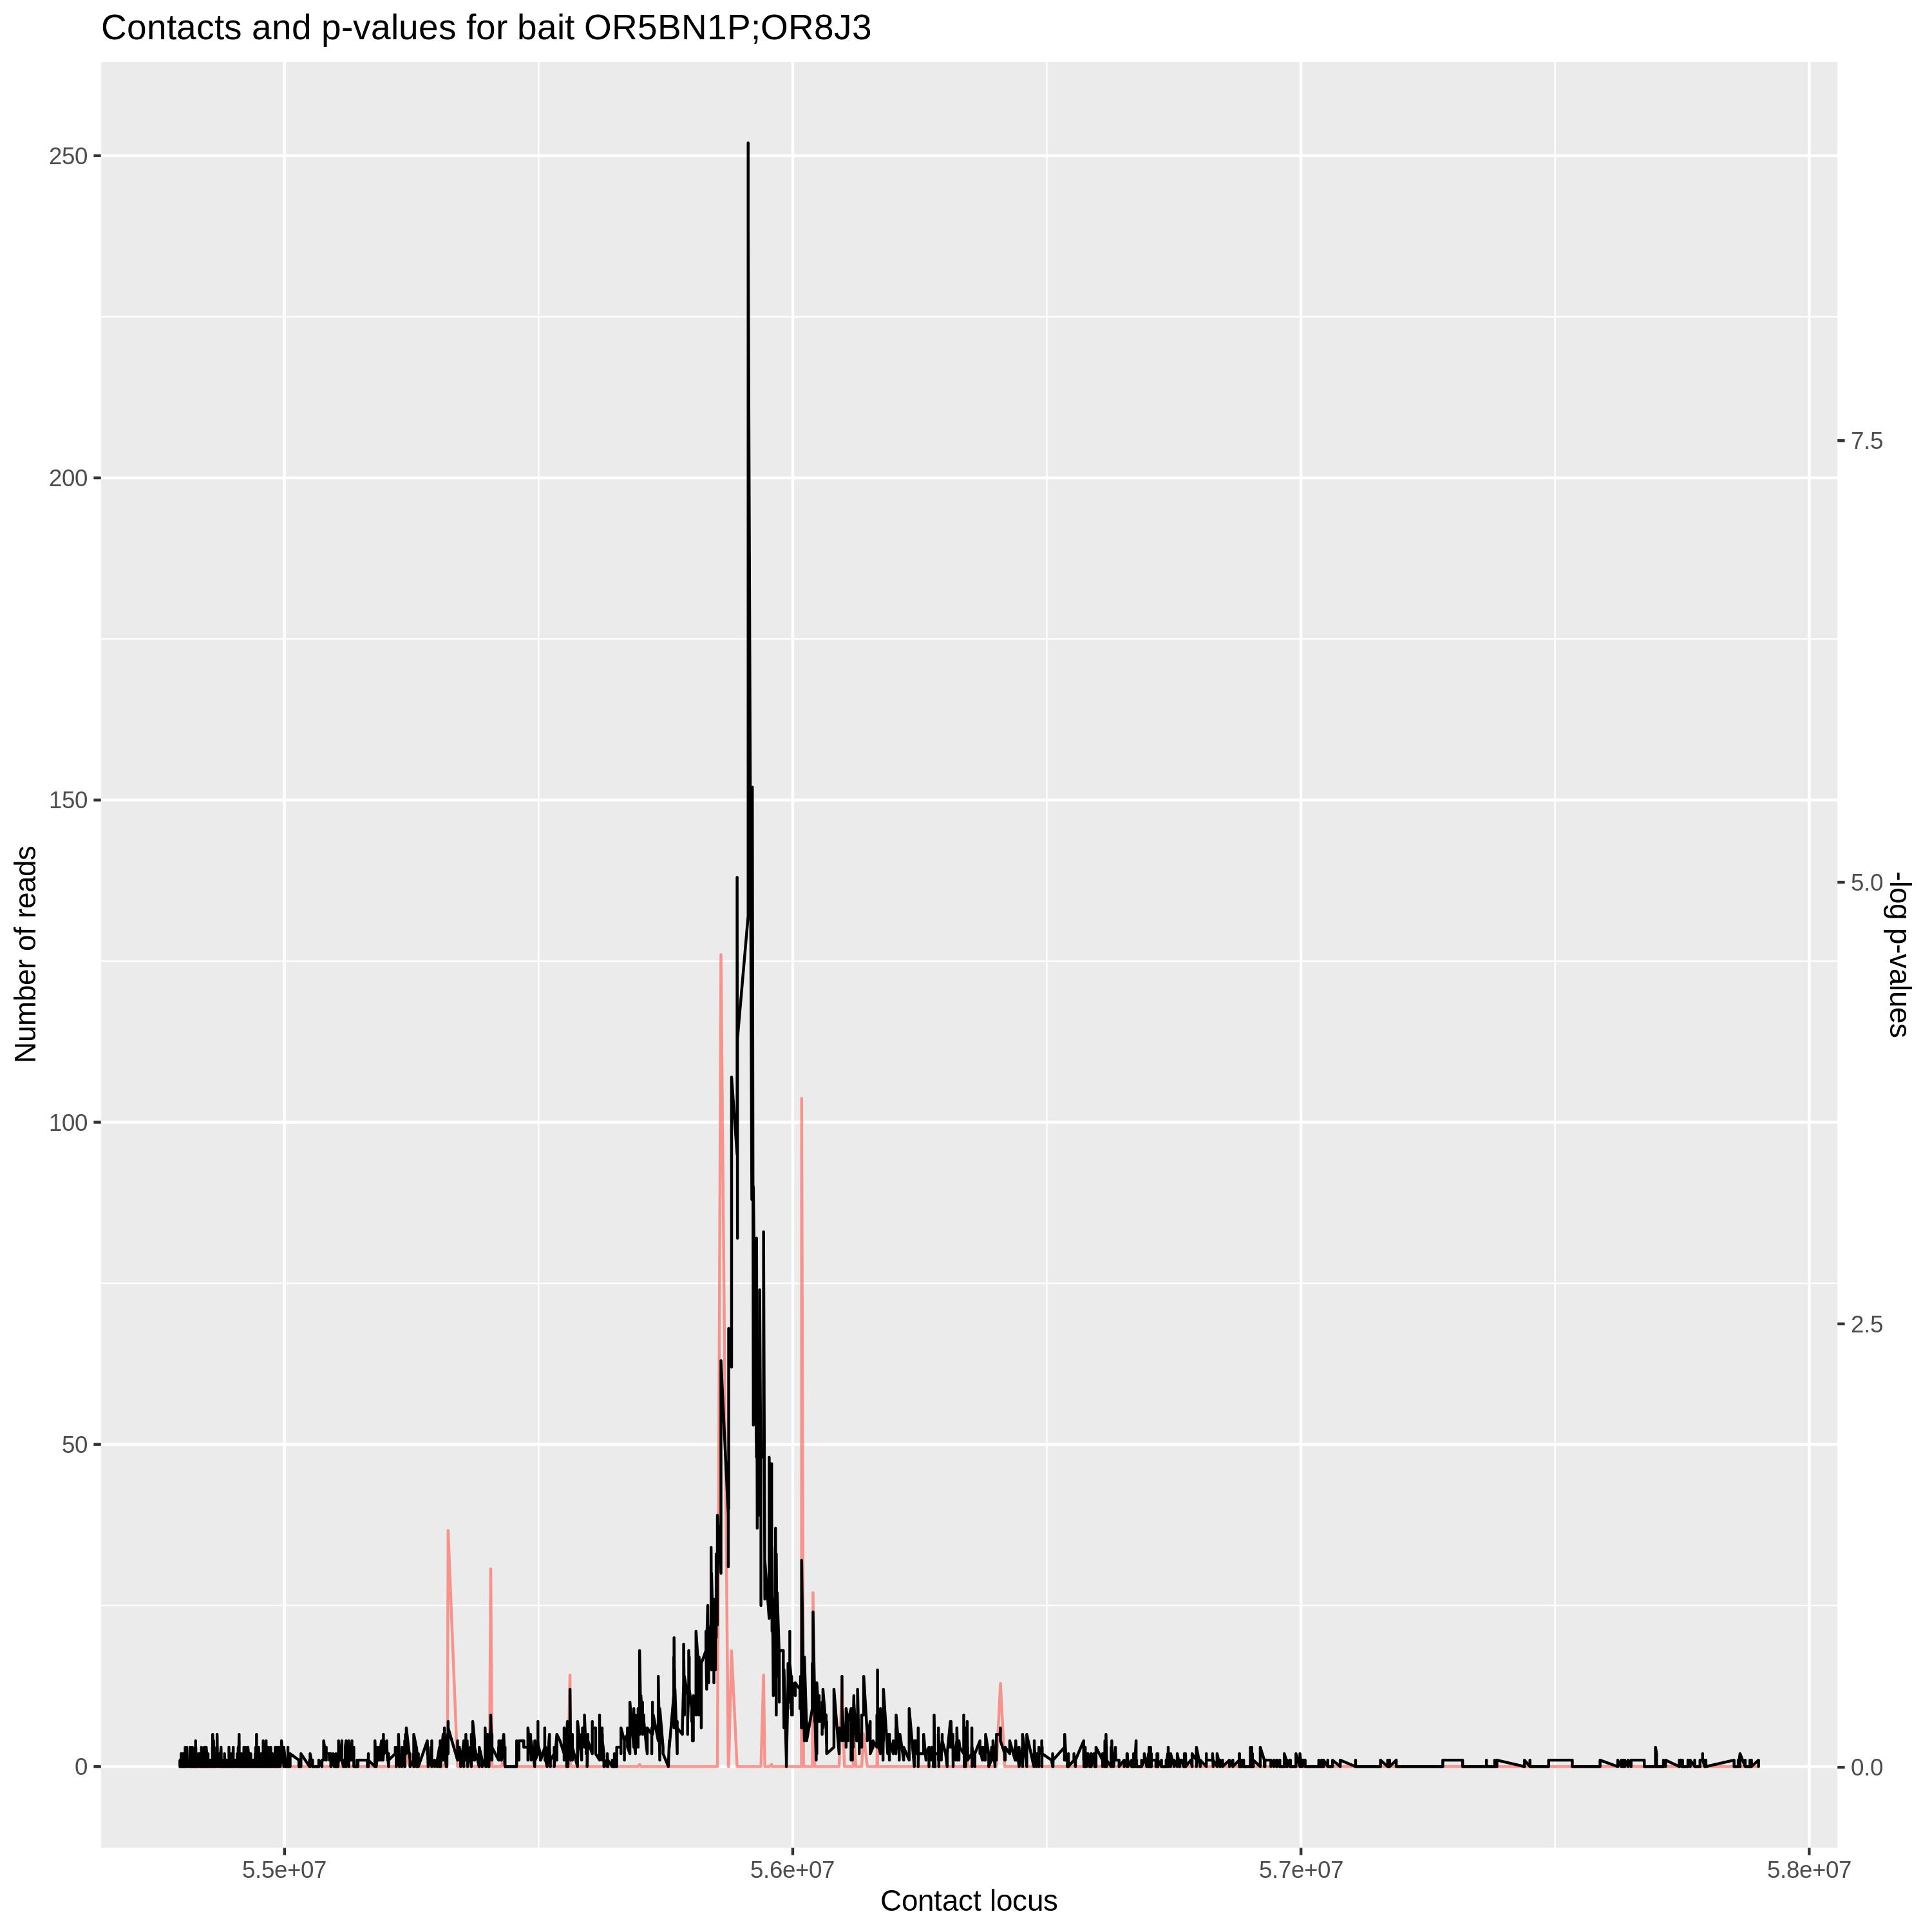 Contacts and p-values for bait OR5BN1P;OR8J3
250
200
150
100
50
0
Number of reads
7.5
5.0
2.5
0.0
-log p-values
5.5e+07
5.6e+07
5.7e+07
5.8e+07
Contact locus